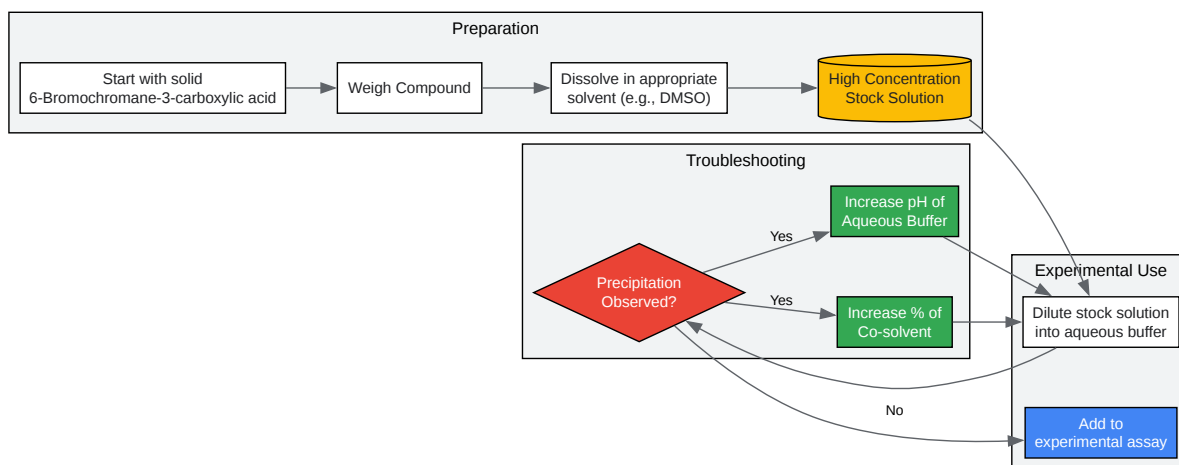 Preparation
Start with solid
6-Bromochromane-3-carboxylic acid
Weigh Compound
Dissolve in appropriate
solvent (e.g., DMSO)
High Concentration
Stock Solution
Troubleshooting
Increase pH of
Aqueous Buffer
Yes
Precipitation
Observed?
Yes
Increase % of
Co-solvent
Experimental Use
Dilute stock solution
into aqueous buffer
No
Add to
experimental assay